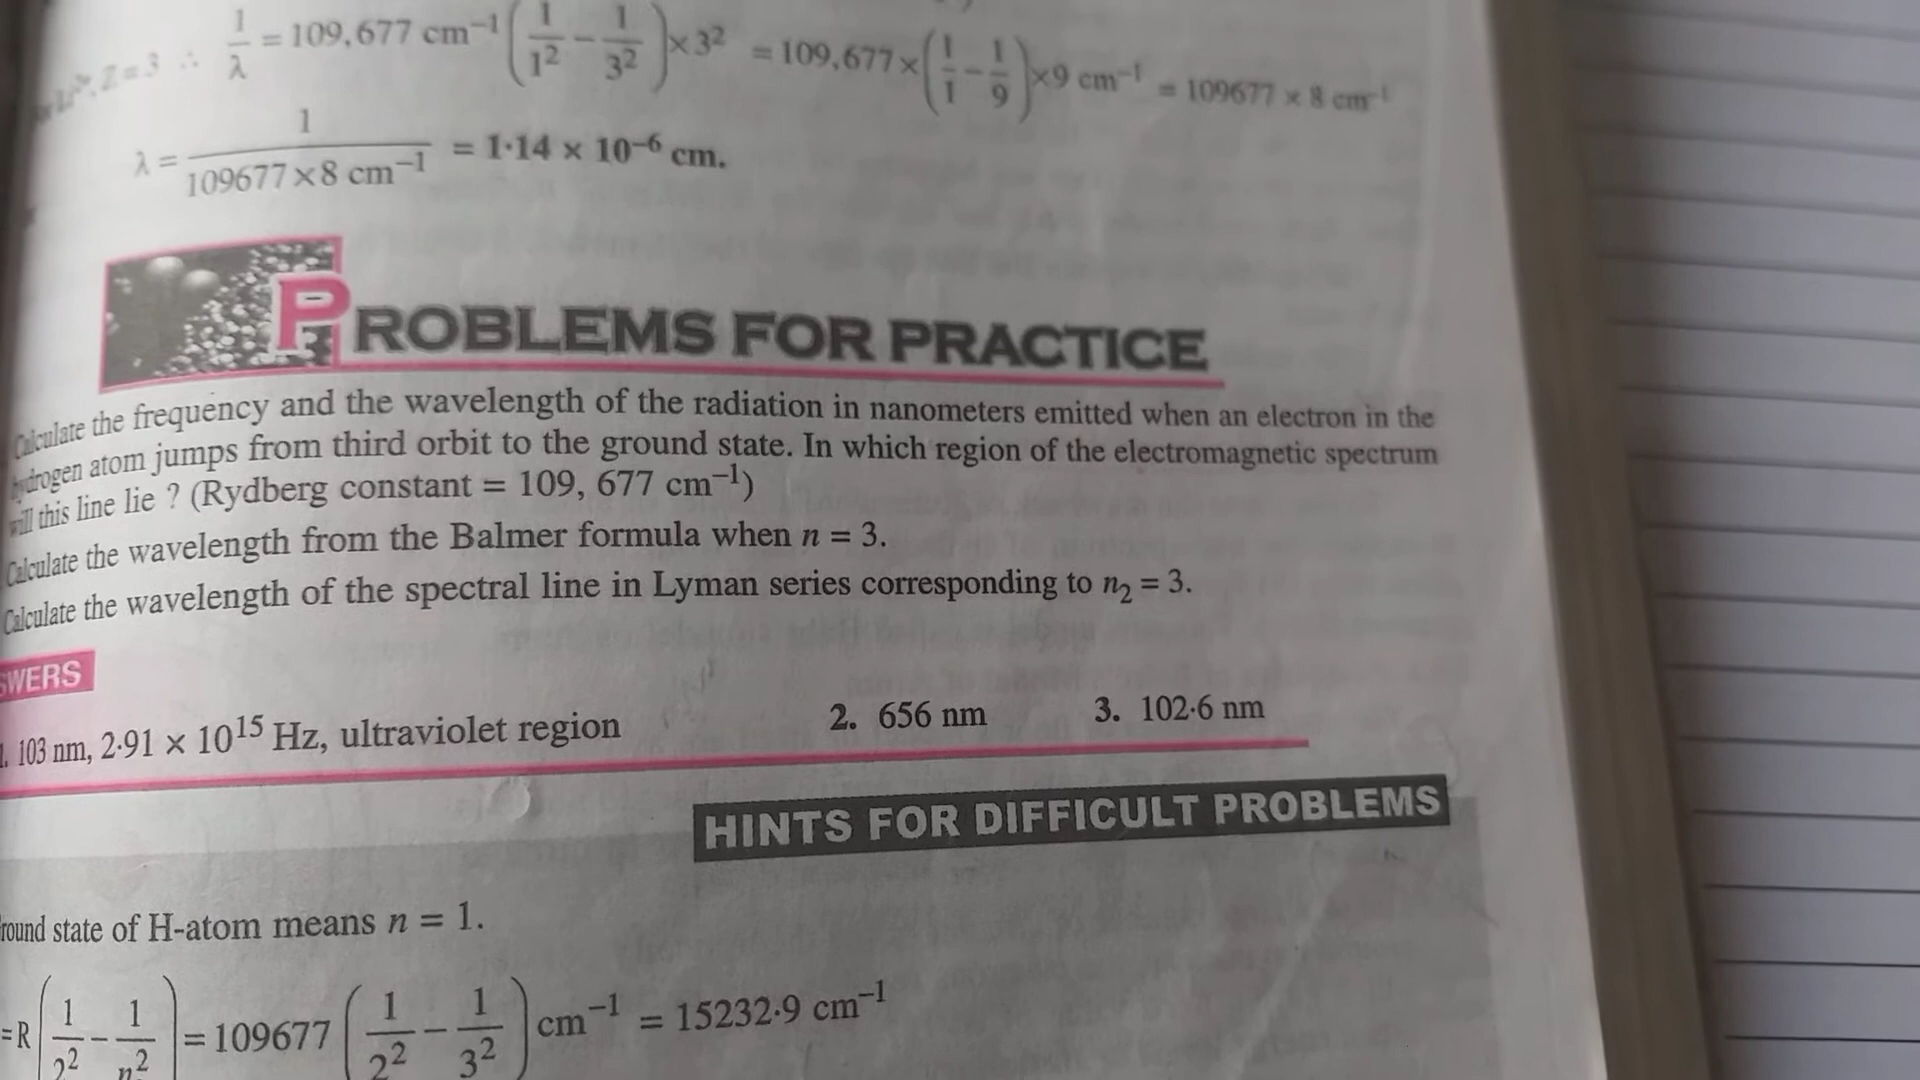 Z = 3 ∴ 1/λ = 109,677 cm⁻¹ (1/1² − 1/3²) × 3² = 109,677 × (1/1 − 1/9) × 9 cm⁻¹ = 109677 × 8 cm⁻¹
λ = 1/(109677 × 8 cm⁻¹) = 1·14 × 10⁻⁶ cm.
PROBLEMS FOR PRACTICE
Calculate the frequency and the wavelength of the radiation in nanometers emitted when an electron in the
hydrogen atom jumps from third orbit to the ground state. In which region of the electromagnetic spectrum
will this line lie ? (Rydberg constant = 109, 677 cm⁻¹)
Calculate the wavelength from the Balmer formula when n = 3.
Calculate the wavelength of the spectral line in Lyman series corresponding to n₂ = 3.
SWERS
1. 103 nm, 2·91 × 10¹⁵ Hz, ultraviolet region 2. 656 nm 3. 102·6 nm
HINTS FOR DIFFICULT PROBLEMS
round state of H-atom means n = 1.
= R (1/2² − 1/n²) = 109677 (1/2² − 1/3²) cm⁻¹ = 15232·9 cm⁻¹